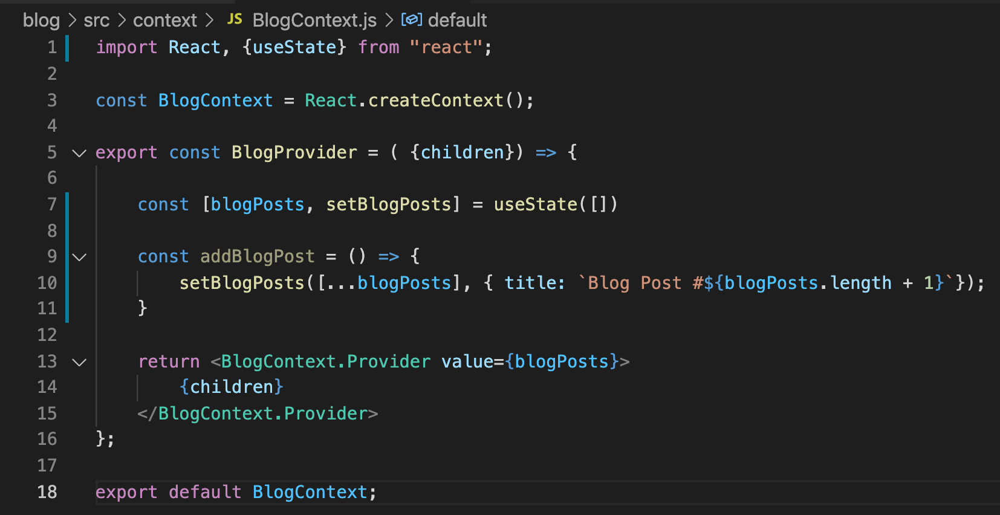 blog > src > context > JS BlogContext.js > default
1 import React, {useState} from "react";
2
3 const BlogContext = React.createContext();
4
5 export const BlogProvider = ( {children}) => {
6
7     const [blogPosts, setBlogPosts] = useState([])
8
9     const addBlogPost = () => {
10         setBlogPosts([...blogPosts], { title: `Blog Post #${blogPosts.length + 1}`});
11     }
12
13     return <BlogContext.Provider value={blogPosts}>
14         {children}
15     </BlogContext.Provider>
16 };
17
18 export default BlogContext;